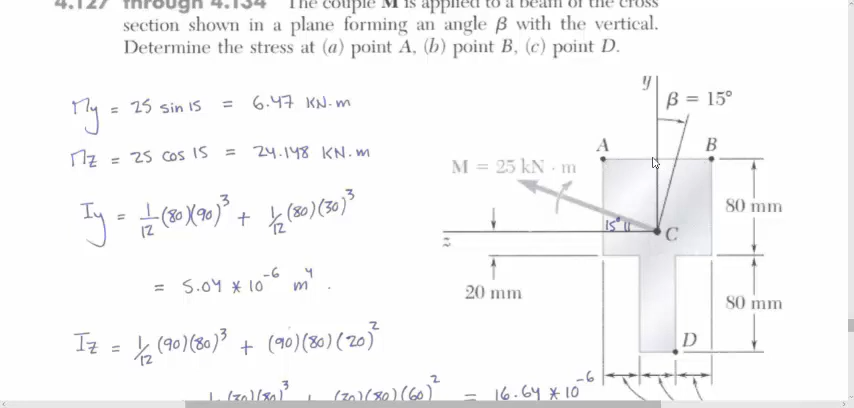 4.127 through 4.134 The couple M is applied to a beam of the cross
section shown in a plane forming an angle β with the vertical.
Determine the stress at (a) point A, (b) point B, (c) point D.
My = 25 sin 15 = 6.47 KN.m
Mz = 25 cos 15 = 24.148 KN.m
Iy = 1/12 (80)(90)³ + 1/12 (80)(30)³
= 5.04 * 10⁻⁶ m⁴.
Iz = 1/12 (90)(80)³ + (90)(80)(20)²
(30)(80)³ + (30)(80)(60)² = 16.64 * 10⁻⁶
y
β = 15°
A
B
M = 25 kN · m
80 mm
15°
C
z
20 mm
80 mm
D